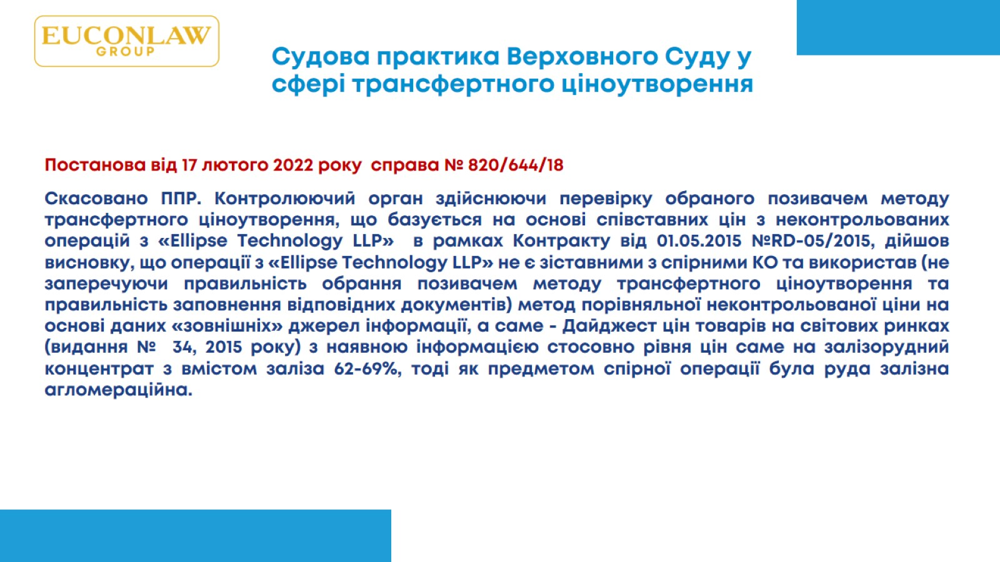 EUCONLAW
GROUP
Судова практика Верховного Суду у
сфері трансфертного ціноутворення
Постанова від 17 лютого 2022 року справа № 820/644/18
Скасовано ППР. Контролюючий орган здійснюючи перевірку обраного позивачем методу
трансфертного ціноутворення, що базується на основі співставних цін з неконтрольованих
операцій з «Ellipse Technology LLP» в рамках Контракту від 01.05.2015 №RD-05/2015, дійшов
висновку, що операції з «Ellipse Technology LLP» не є зіставними з спірними КО та використав (не
заперечуючи правильність обрання позивачем методу трансфертного ціноутворення та
правильність заповнення відповідних документів) метод порівняльної неконтрольованої ціни на
основі даних «зовнішніх» джерел інформації, а саме - Дайджест цін товарів на світових ринках
(видання № 34, 2015 року) з наявною інформацією стосовно рівня цін саме на залізорудний
концентрат з вмістом заліза 62-69%, тоді як предметом спірної операції була руда залізна
агломераційна.